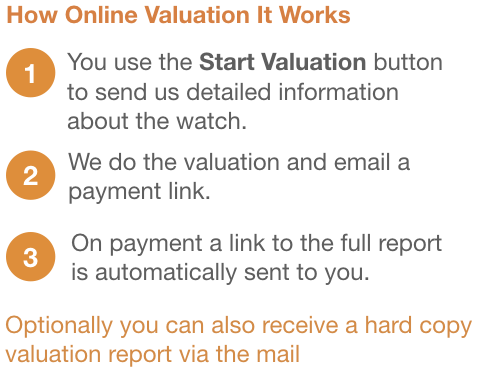 How Online Valuation It Works
1 You use the Start Valuation button
to send us detailed information
about the watch.
2 We do the valuation and email a
payment link.
3 On payment a link to the full report
is automatically sent to you.
Optionally you can also receive a hard copy
valuation report via the mail